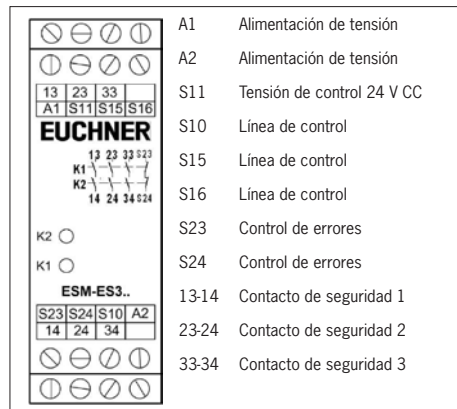 13 23 33
A1 S11 S15 S16
EUCHNER
13 23 33 S23
K1
K2
14 24 34 S24
K2
K1
ESM-ES3..
S23 S24 S10 A2
14 24 34
A1 Alimentación de tensión
A2 Alimentación de tensión
S11 Tensión de control 24 V CC
S10 Línea de control
S15 Línea de control
S16 Línea de control
S23 Control de errores
S24 Control de errores
13-14 Contacto de seguridad 1
23-24 Contacto de seguridad 2
33-34 Contacto de seguridad 3